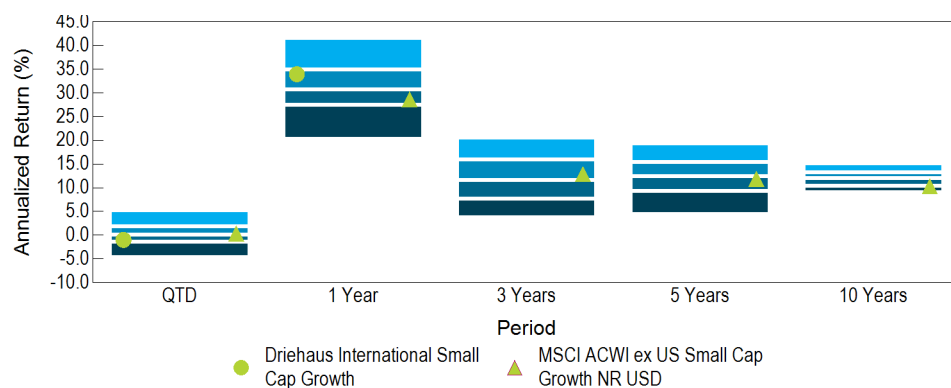 45.0
40.0
35.0
30.0
25.0
20.0
15.0
10.0
5.0
0.0
-5.0
-10.0
Annualized Return (%)
QTD
1 Year
3 Years
5 Years
10 Years
Period
Driehaus International Small
Cap Growth
MSCI ACWI ex US Small Cap
Growth NR USD